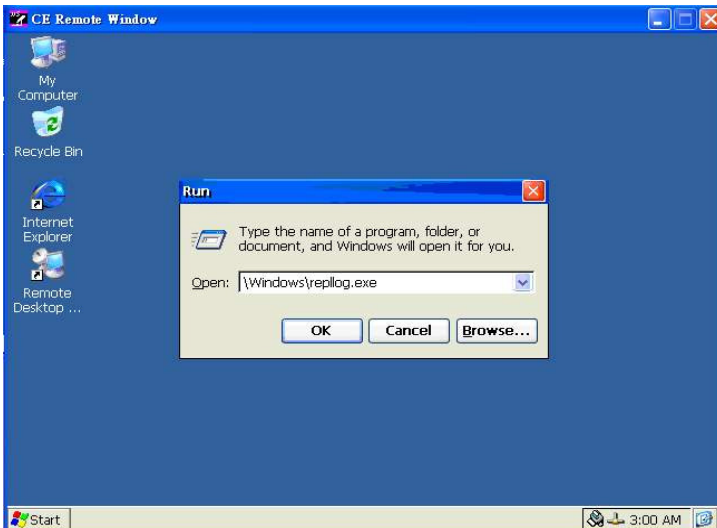 CE Remote Window
My
Computer
Recycle Bin
Internet
Explorer
Remote
Desktop ...
Run
Type the name of a program, folder, or
document, and Windows will open it for you.
Open: \Windows\repllog.exe
OK Cancel Browse...
Start 3:00 AM